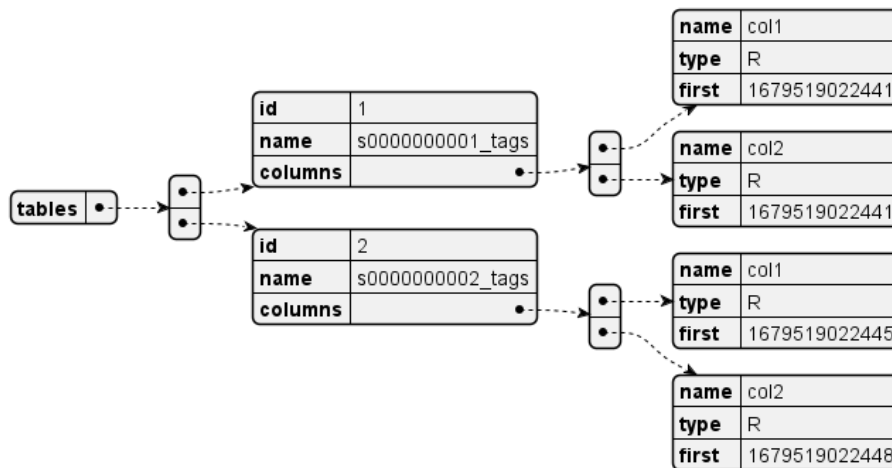 tables
id 1
name s0000000001_tags
columns
name col1
type R
first 1679519022441
name col2
type R
first 1679519022441
id 2
name s0000000002_tags
columns
name col1
type R
first 1679519022445
name col2
type R
first 1679519022448